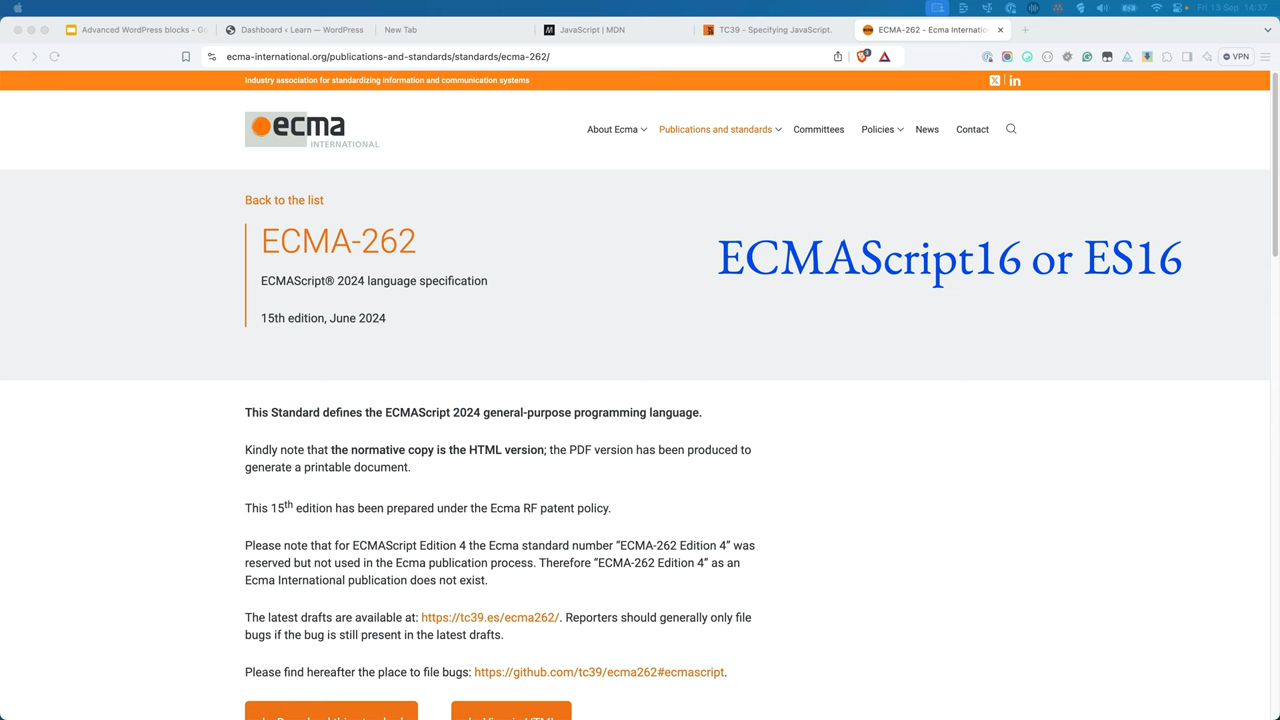 Fri 13 Sep 14:37
Advanced WordPress blocks - Go
Dashboard ‹ Learn — WordPress
New Tab
JavaScript | MDN
TC39 - Specifying JavaScript.
ECMA-262 - Ecma Internatio
ecma-international.org/publications-and-standards/standards/ecma-262/
VPN
Industry association for standardizing information and communication systems
ecma
INTERNATIONAL
About Ecma
Publications and standards
Committees
Policies
News
Contact
Back to the list
ECMA-262
ECMAScript16 or ES16
ECMAScript® 2024 language specification
15th edition, June 2024
This Standard defines the ECMAScript 2024 general-purpose programming language.
Kindly note that the normative copy is the HTML version; the PDF version has been produced to
generate a printable document.
This 15th edition has been prepared under the Ecma RF patent policy.
Please note that for ECMAScript Edition 4 the Ecma standard number “ECMA-262 Edition 4” was
reserved but not used in the Ecma publication process. Therefore “ECMA-262 Edition 4” as an
Ecma International publication does not exist.
The latest drafts are available at: https://tc39.es/ecma262/. Reporters should generally only file
bugs if the bug is still present in the latest drafts.
Please find hereafter the place to file bugs: https://github.com/tc39/ecma262#ecmascript.